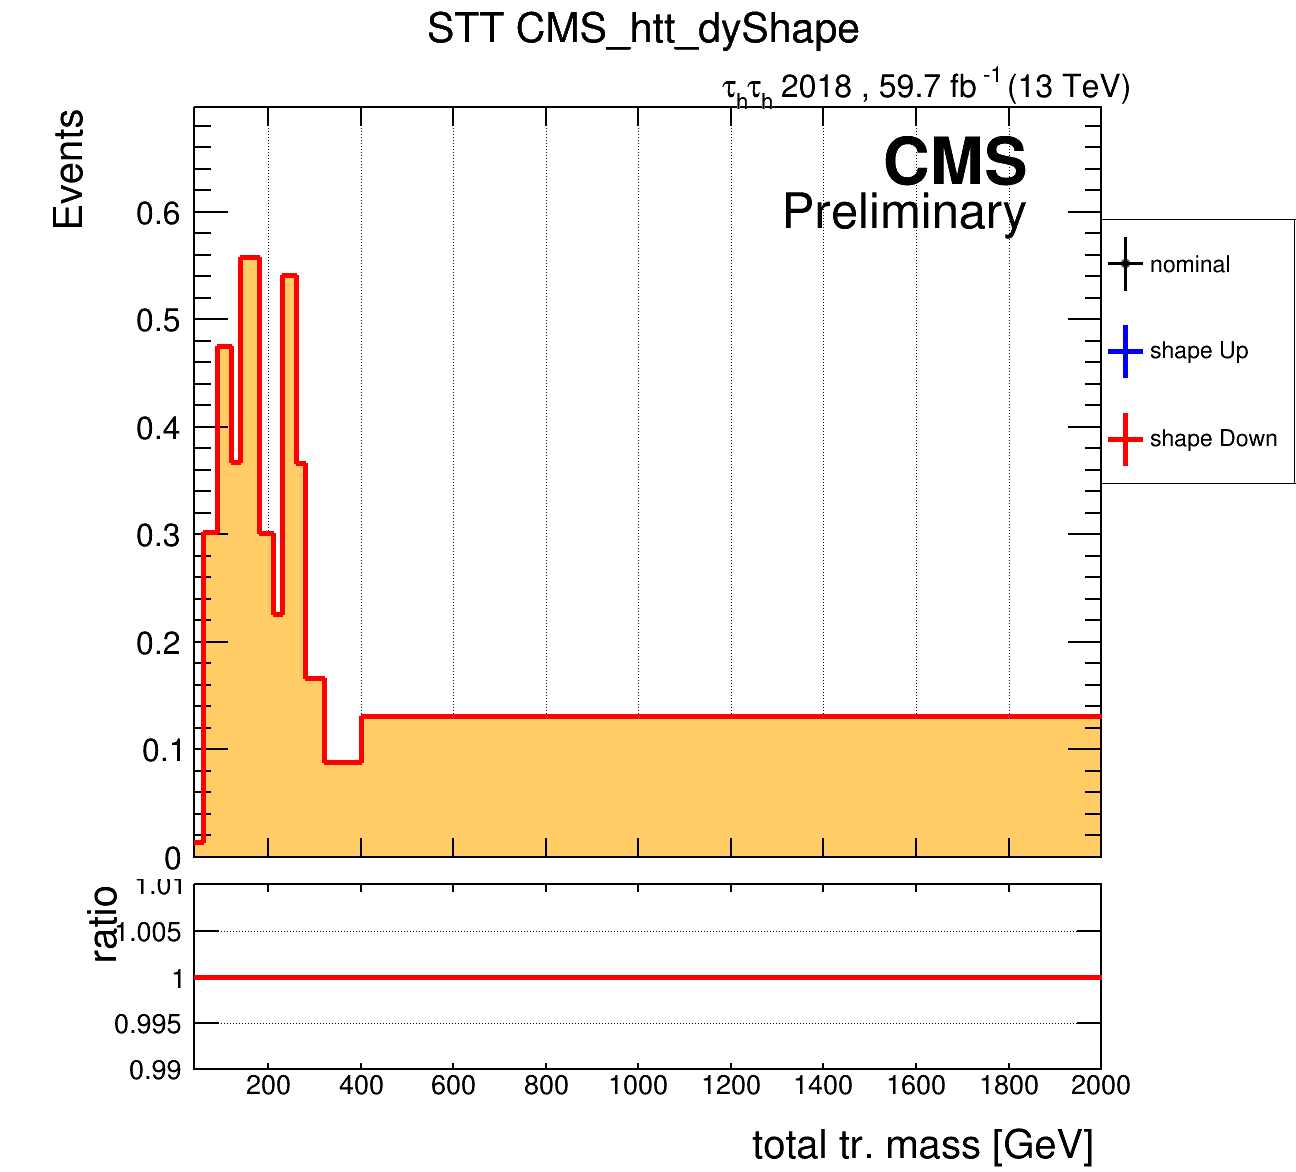 STT CMS_htt_dyShape
τhτh 2018 , 59.7 fb -1 (13 TeV)
Events
CMS
Preliminary
0.6
0.5
0.4
0.3
0.2
0.1
0
nominal
shape Up
shape Down
ratio
1.01
1.005
1
0.995
0.99
200 400 600 800 1000 1200 1400 1600 1800 2000
total tr. mass [GeV]